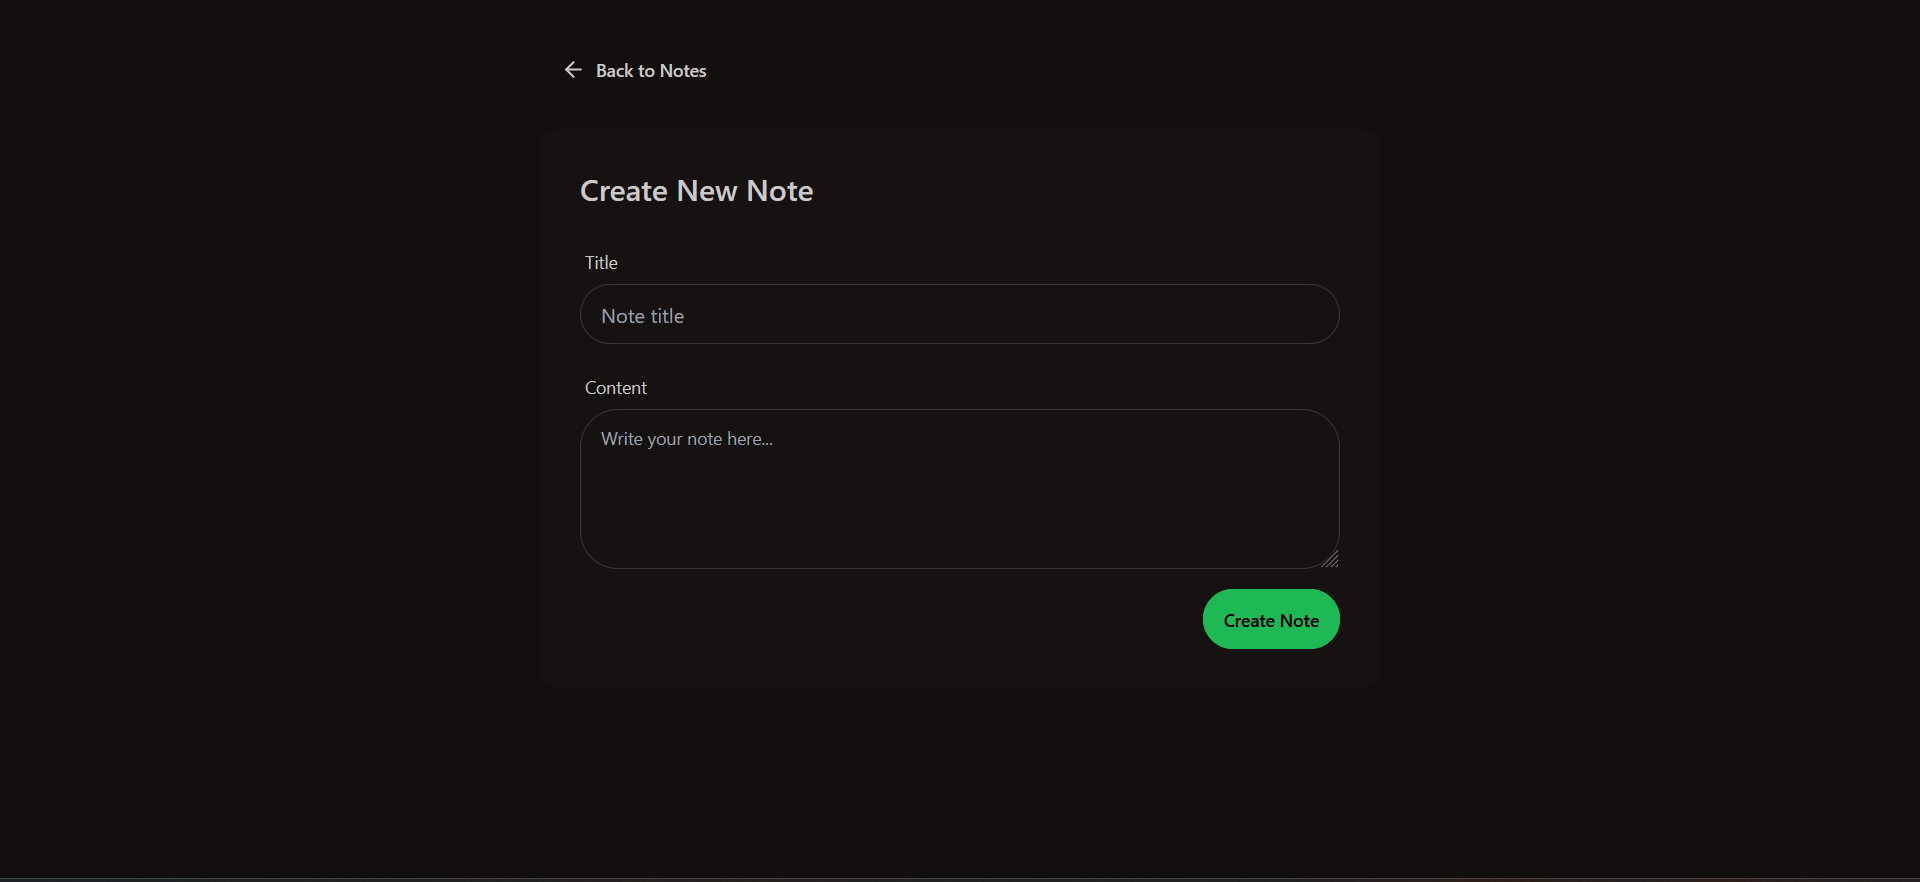 Back to Notes
Create New Note
Title
Note title
Content
Write your note here...
Create Note